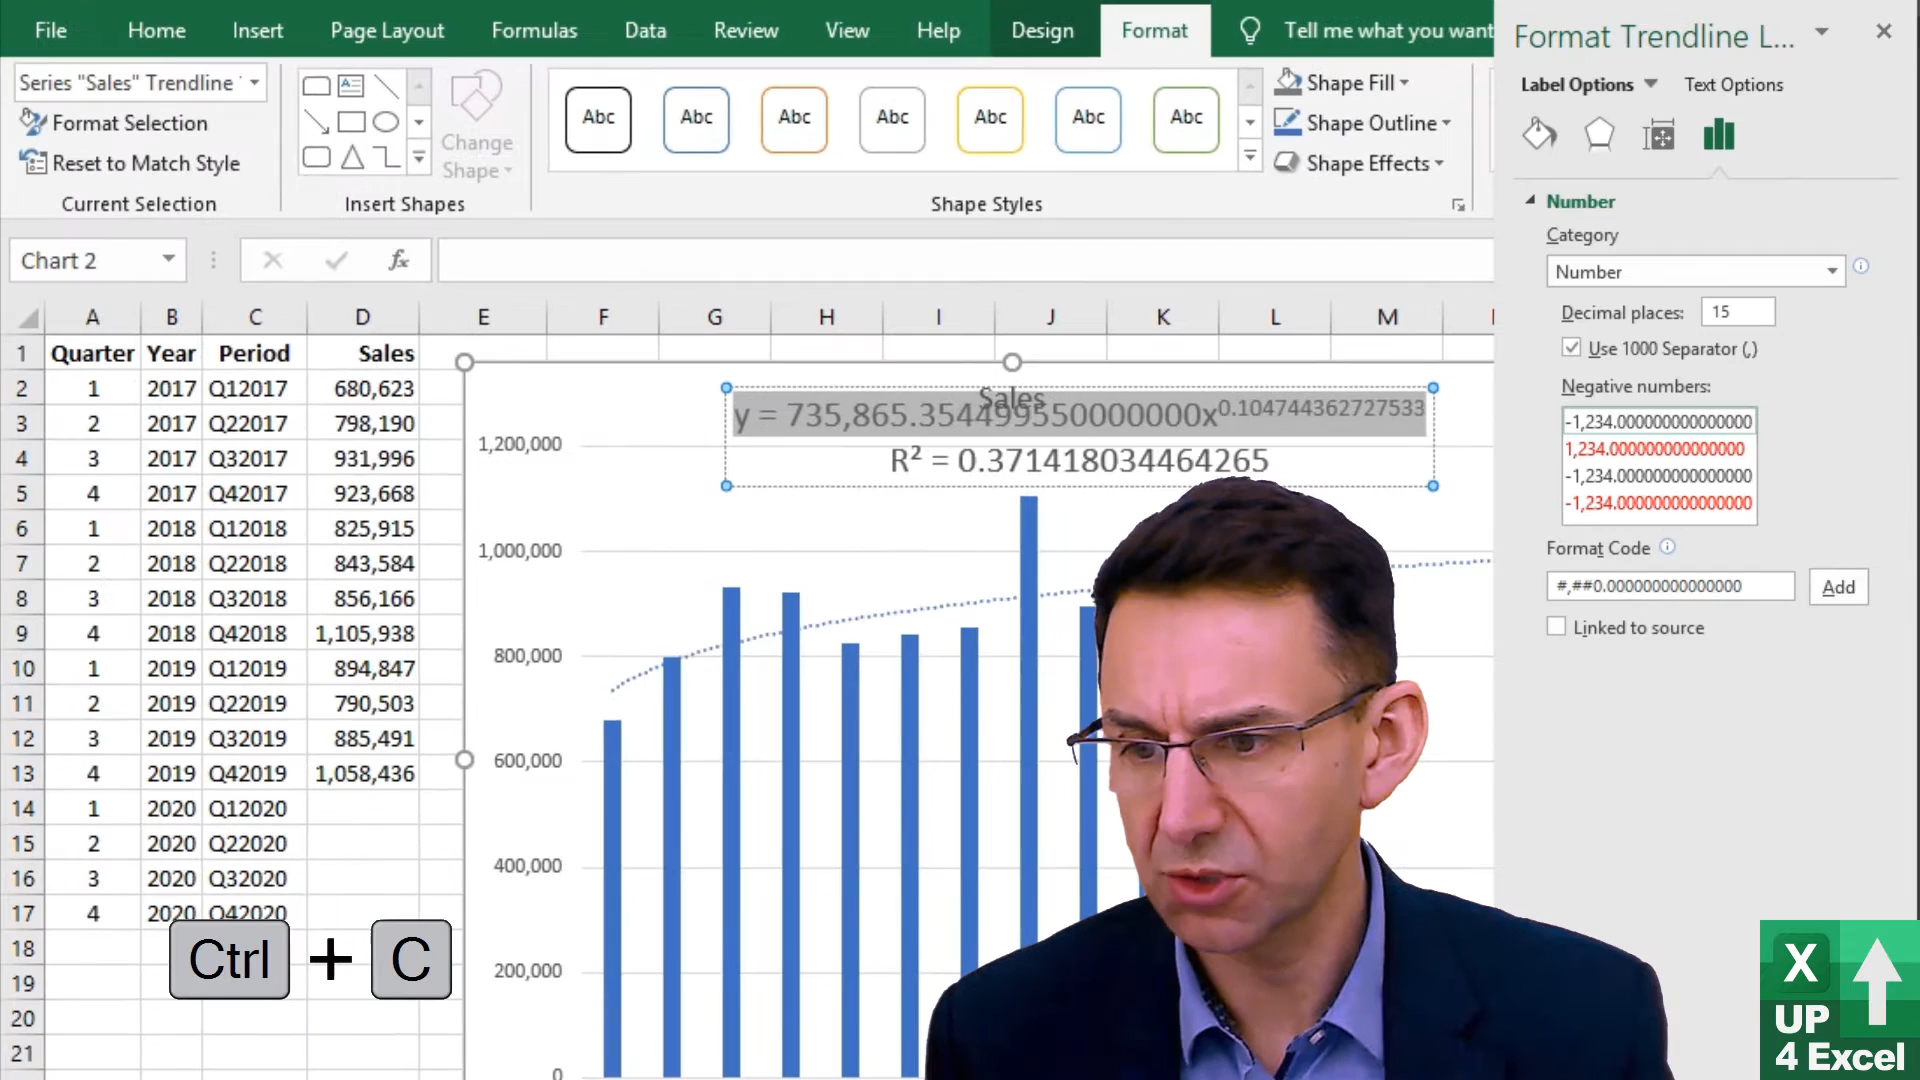 File Home Insert Page Layout Formulas Data Review View Help Design Format Tell me what you want
Series "Sales" Trendline
Format Selection
Reset to Match Style
Current Selection
Change
Shape
Insert Shapes
Abc Abc Abc Abc Abc Abc Abc
Shape Styles
Shape Fill
Shape Outline
Shape Effects
Chart 2
fx
A B C D E F G H I J K L M
1 Quarter Year Period Sales
2 1 2017 Q12017 680,623
3 2 2017 Q22017 798,190
4 3 2017 Q32017 931,996
5 4 2017 Q42017 923,668
6 1 2018 Q12018 825,915
7 2 2018 Q22018 843,584
8 3 2018 Q32018 856,166
9 4 2018 Q42018 1,105,938
10 1 2019 Q12019 894,847
11 2 2019 Q22019 790,503
12 3 2019 Q32019 885,491
13 4 2019 Q42019 1,058,436
14 1 2020 Q12020
15 2 2020 Q22020
16 3 2020 Q32020
17 4 2020 Q42020
18
19
20
21
Ctrl + C
Sales
y = 735,865.354499550000000x^0.104744362727533
R² = 0.371418034464265
1,200,000
1,000,000
800,000
600,000
400,000
200,000
0
Format Trendline L...
Label Options Text Options
Number
Category
Number
Decimal places: 15
Use 1000 Separator (,)
Negative numbers:
-1,234.000000000000000
1,234.000000000000000
-1,234.000000000000000
-1,234.000000000000000
Format Code
#,##0.000000000000000
Add
Linked to source
X
UP
4 Excel